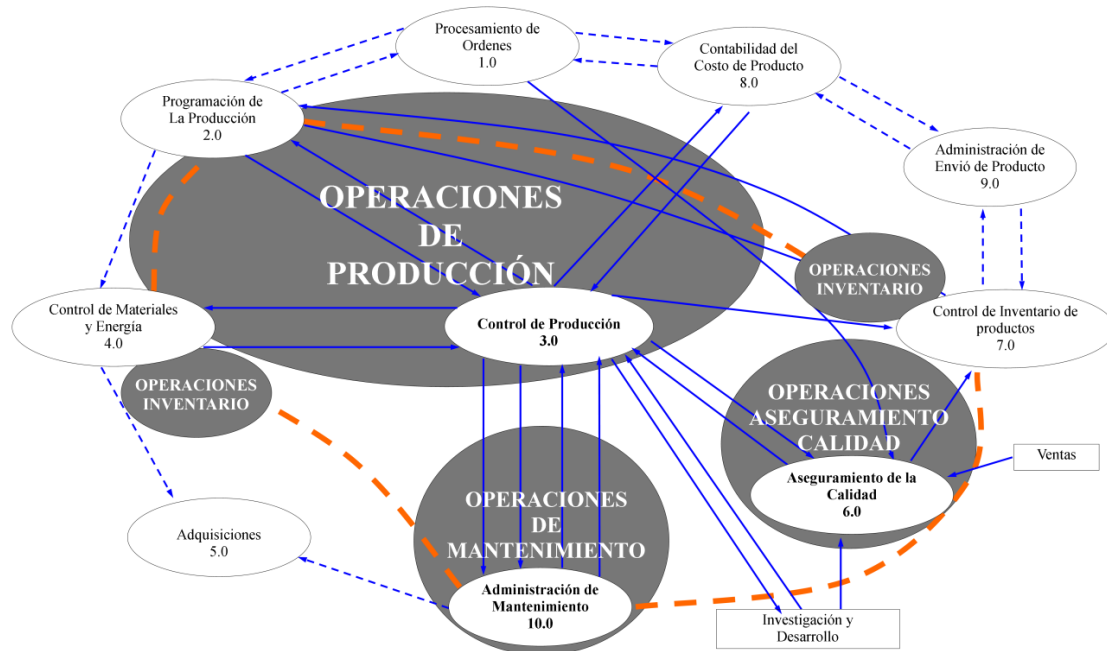 Procesamiento de
Ordenes
1.0
Contabilidad del
Costo de Producto
8.0
Programación de
La Producción
2.0
Administración de
Envió de Producto
9.0
OPERACIONES
DE
PRODUCCIÓN
OPERACIONES
INVENTARIO
Control de Materiales
y Energía
4.0
Control de Producción
3.0
Control de Inventario de
productos
7.0
OPERACIONES
INVENTARIO
OPERACIONES
ASEGURAMIENTO
CALIDAD
Ventas
Aseguramiento de la
Calidad
6.0
OPERACIONES
DE
MANTENIMIENTO
Adquisiciones
5.0
Administración de
Mantenimiento
10.0
Investigación y
Desarrollo